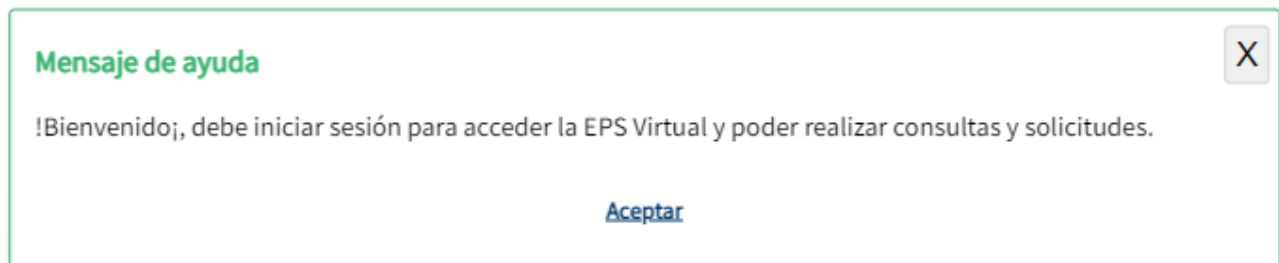 Mensaje de ayuda
X
!Bienvenido¡, debe iniciar sesión para acceder la EPS Virtual y poder realizar consultas y solicitudes.
Aceptar